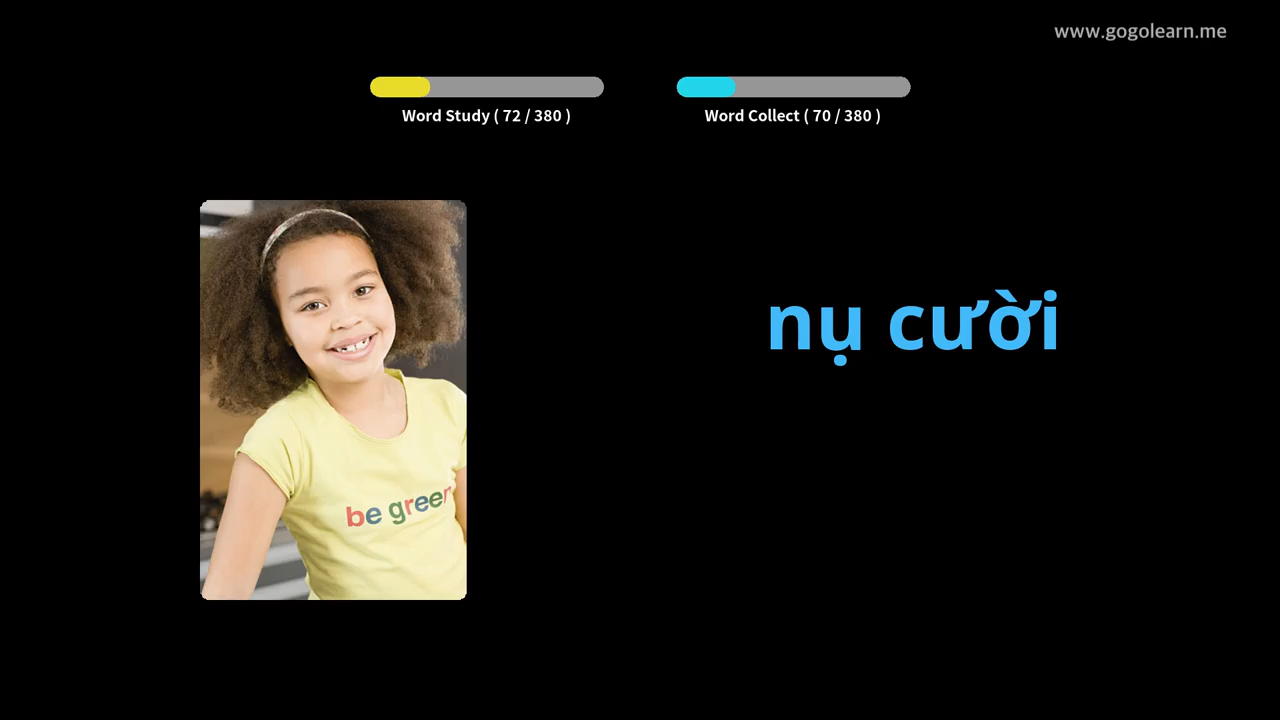 www.gogolearn.me
Word Study ( 72 / 380 )
Word Collect ( 70 / 380 )
nụ cười
be green